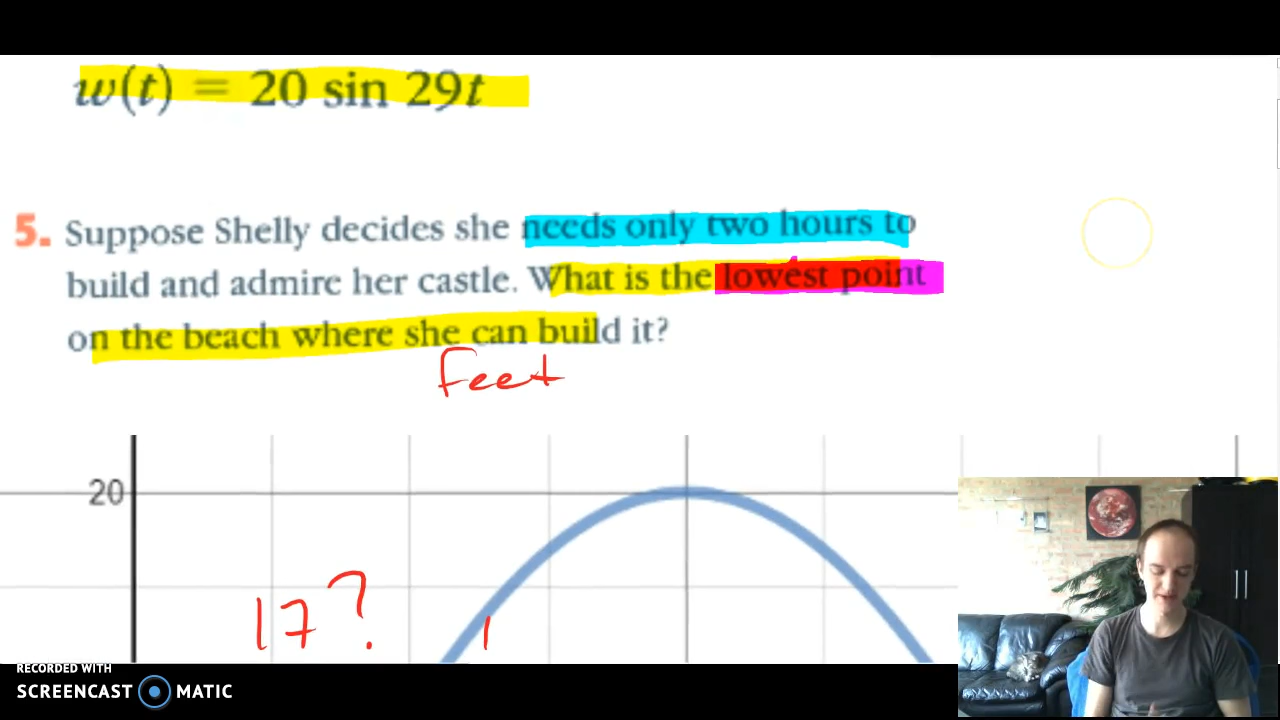 w(t) = 20 sin 29t
5. Suppose Shelly decides she needs only two hours to
build and admire her castle. What is the lowest point
on the beach where she can build it?
feet
20
17?
RECORDED WITH
SCREENCAST MATIC